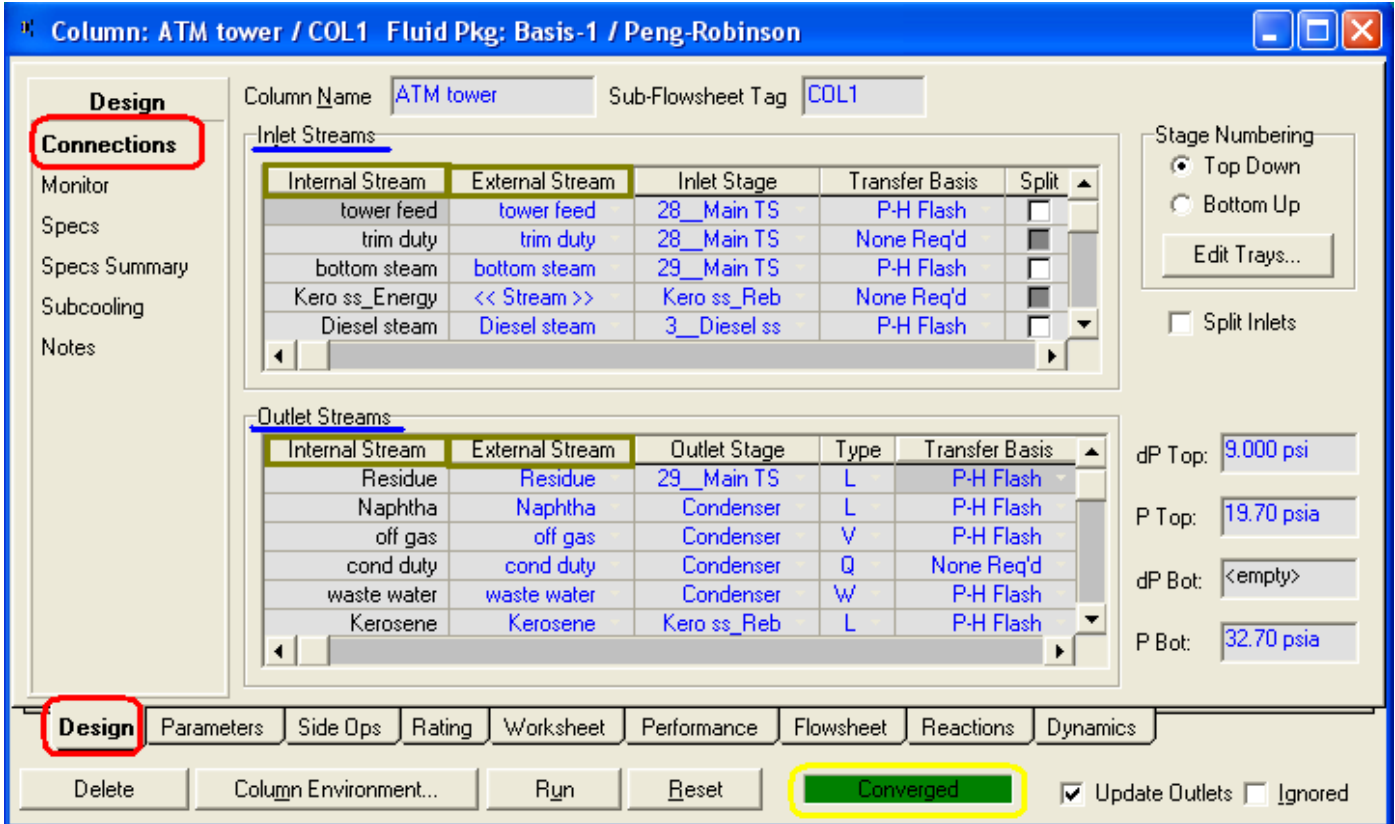 Column: ATM tower / COL1 Fluid Pkg: Basis-1 / Peng-Robinson
Design
Connections
Monitor
Specs
Specs Summary
Subcooling
Notes
Column Name ATM tower Sub-Flowsheet Tag COL1
Inlet Streams
Internal Stream External Stream Inlet Stage Transfer Basis Split
tower feed tower feed 28__Main TS P-H Flash
trim duty trim duty 28__Main TS None Req'd
bottom steam bottom steam 29__Main TS P-H Flash
Kero ss_Energy << Stream >> Kero ss_Reb None Req'd
Diesel steam Diesel steam 3__Diesel ss P-H Flash
Stage Numbering
Top Down
Bottom Up
Edit Trays...
Split Inlets
Outlet Streams
Internal Stream External Stream Outlet Stage Type Transfer Basis
Residue Residue 29__Main TS L P-H Flash
Naphtha Naphtha Condenser L P-H Flash
off gas off gas Condenser V P-H Flash
cond duty cond duty Condenser Q None Req'd
waste water waste water Condenser W P-H Flash
Kerosene Kerosene Kero ss_Reb L P-H Flash
dP Top: 9.000 psi
P Top: 19.70 psia
dP Bot: <empty>
P Bot: 32.70 psia
Design Parameters Side Ops Rating Worksheet Performance Flowsheet Reactions Dynamics
Delete Column Environment... Run Reset Converged Update Outlets Ignored